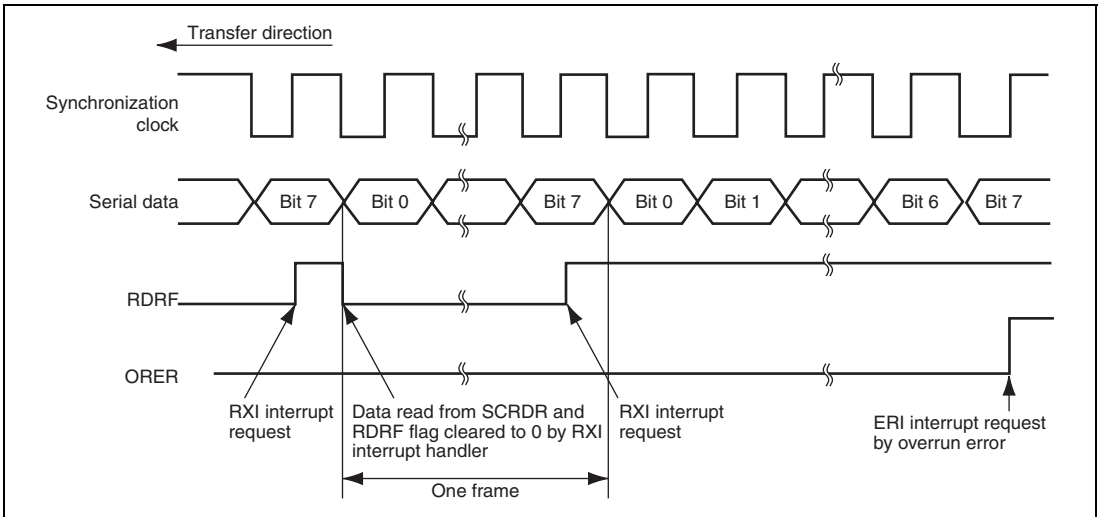 Transfer direction
Synchronization
clock
Serial data
Bit 7
Bit 0
Bit 7
Bit 0
Bit 1
Bit 6
Bit 7
RDRF
ORER
RXI interrupt
request
Data read from SCRDR and
RDRF flag cleared to 0 by RXI
interrupt handler
RXI interrupt
request
ERI interrupt request
by overrun error
One frame